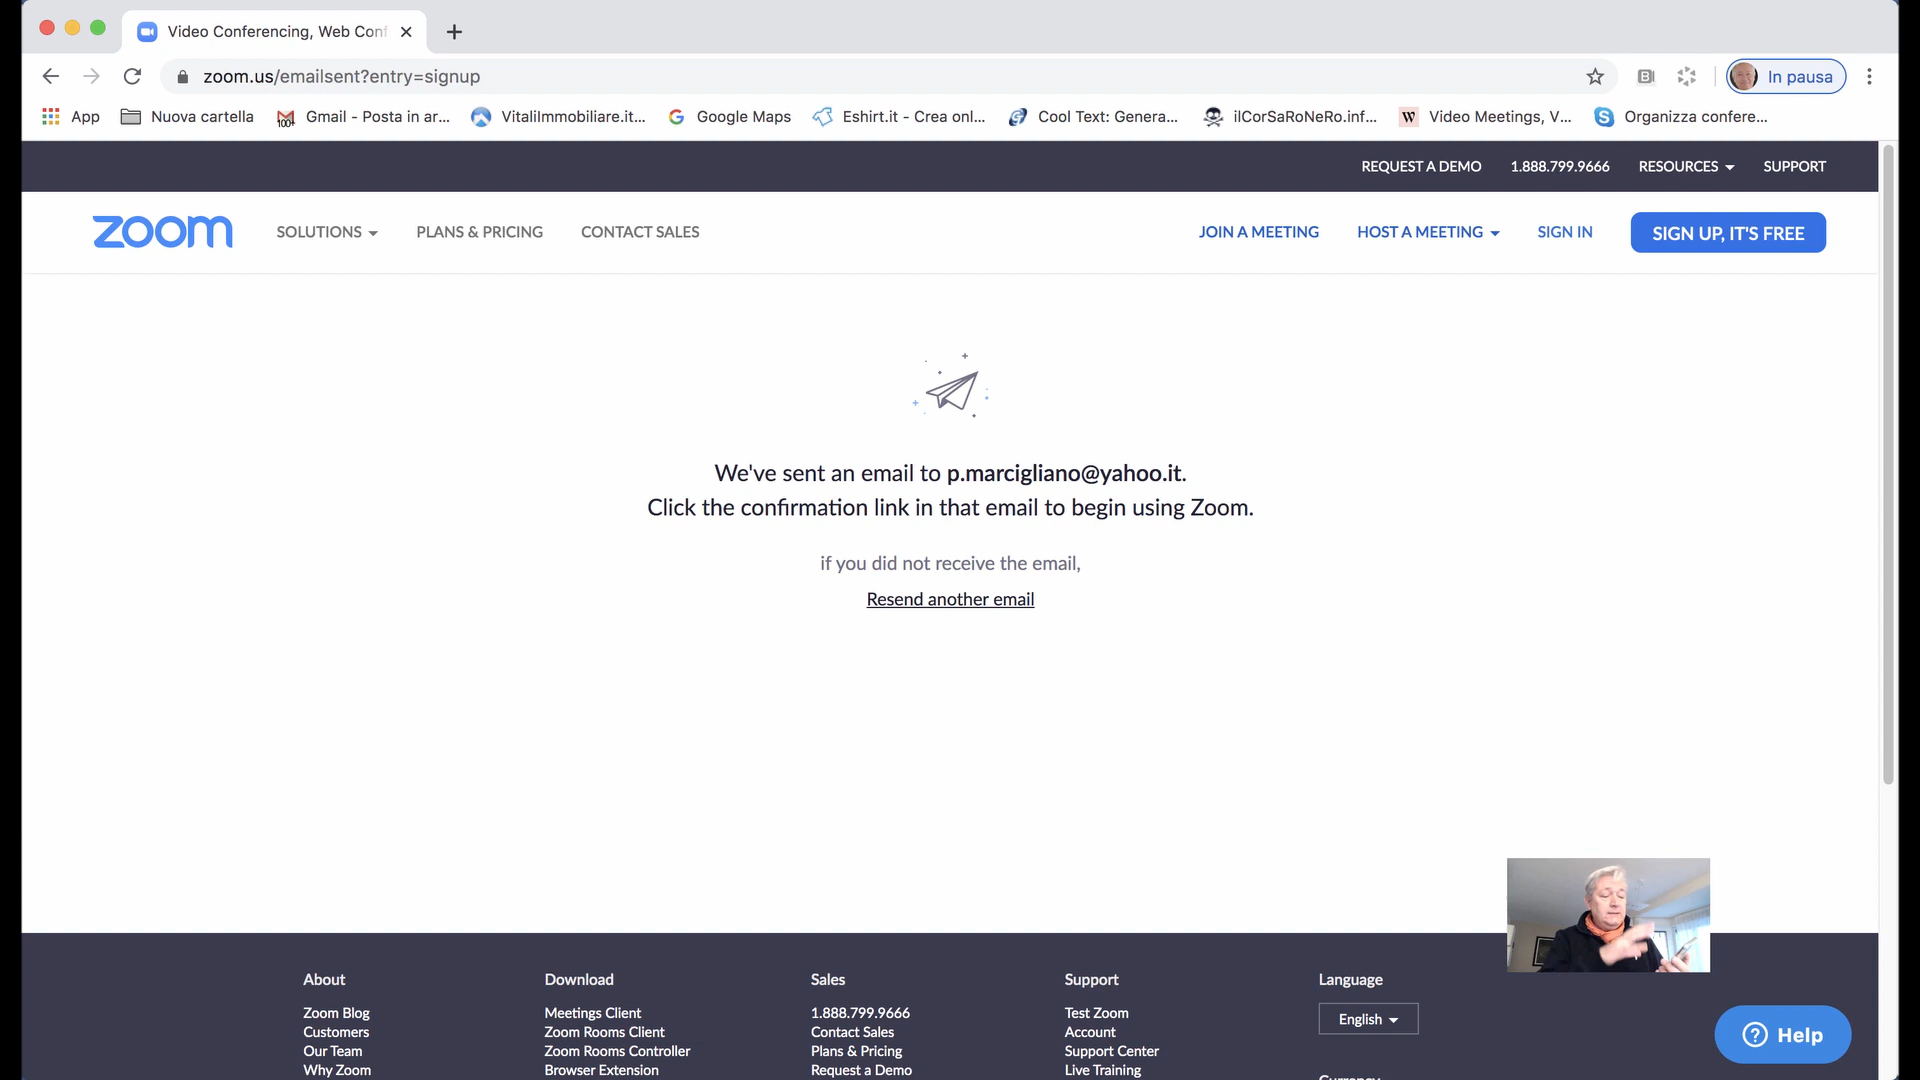 Video Conferencing, Web Conf
zoom.us/emailsent?entry=signup
In pausa
App
Nuova cartella
100+
Gmail - Posta in ar...
VitaliImmobiliare.it...
Google Maps
Eshirt.it - Crea onl...
Cool Text: Genera...
ilCorSaRoNeRo.inf...
Video Meetings, V...
Organizza confere...
REQUEST A DEMO
1.888.799.9666
RESOURCES
SUPPORT
zoom
SOLUTIONS
PLANS & PRICING
CONTACT SALES
JOIN A MEETING
HOST A MEETING
SIGN IN
SIGN UP, IT'S FREE
We've sent an email to p.marcigliano@yahoo.it.
Click the confirmation link in that email to begin using Zoom.
if you did not receive the email,
Resend another email
About
Zoom Blog
Customers
Our Team
Why Zoom
Download
Meetings Client
Zoom Rooms Client
Zoom Rooms Controller
Browser Extension
Sales
1.888.799.9666
Contact Sales
Plans & Pricing
Request a Demo
Support
Test Zoom
Account
Support Center
Live Training
Language
English
Help